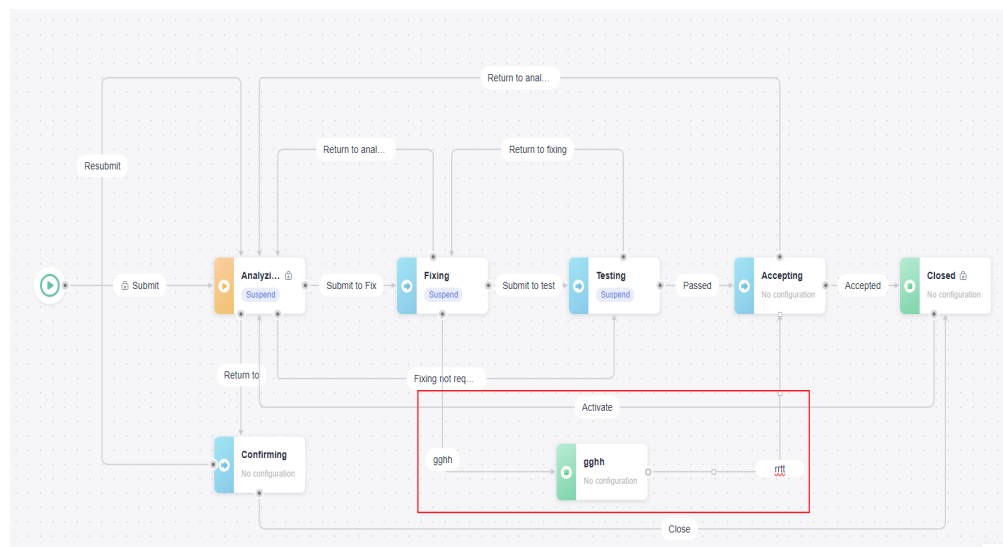 Return to anal...
Return to anal...
Return to fixing
Resubmit
Submit
Analyzi...
Suspend
Submit to Fix
Fixing
Suspend
Submit to test
Testing
Suspend
Passed
Accepting
No configuration
Accepted
Closed
No configuration
Return to
Fixing not req...
Activate
Confirming
No configuration
gghh
gghh
No configuration
rrtt
Close